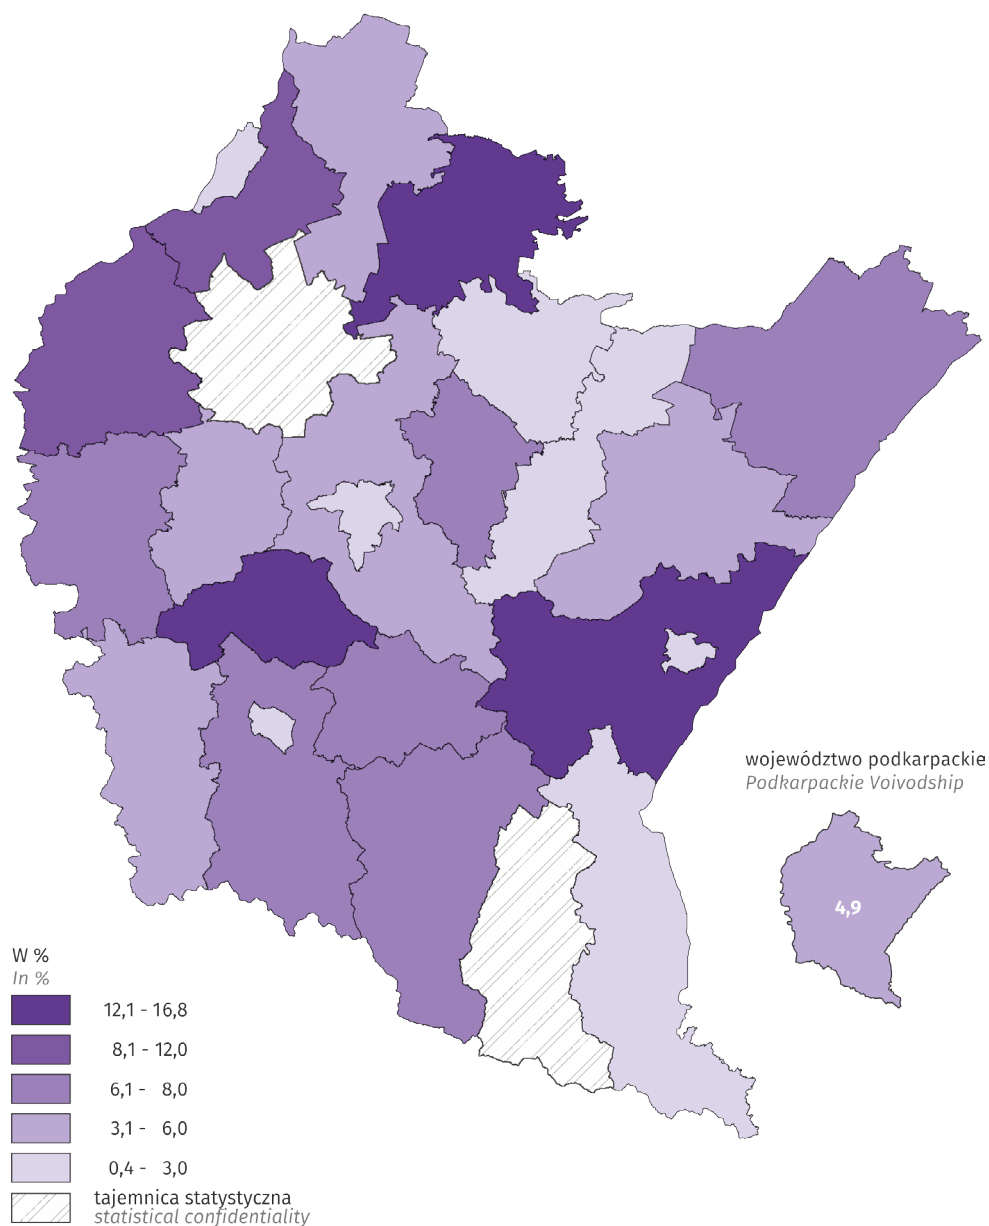 województwo podkarpackie
Podkarpackie Voivodship
4,9
W %
In %
12,1 - 16,8
8,1 - 12,0
6,1 - 8,0
3,1 - 6,0
0,4 - 3,0
tajemnica statystyczna
statistical confidentiality